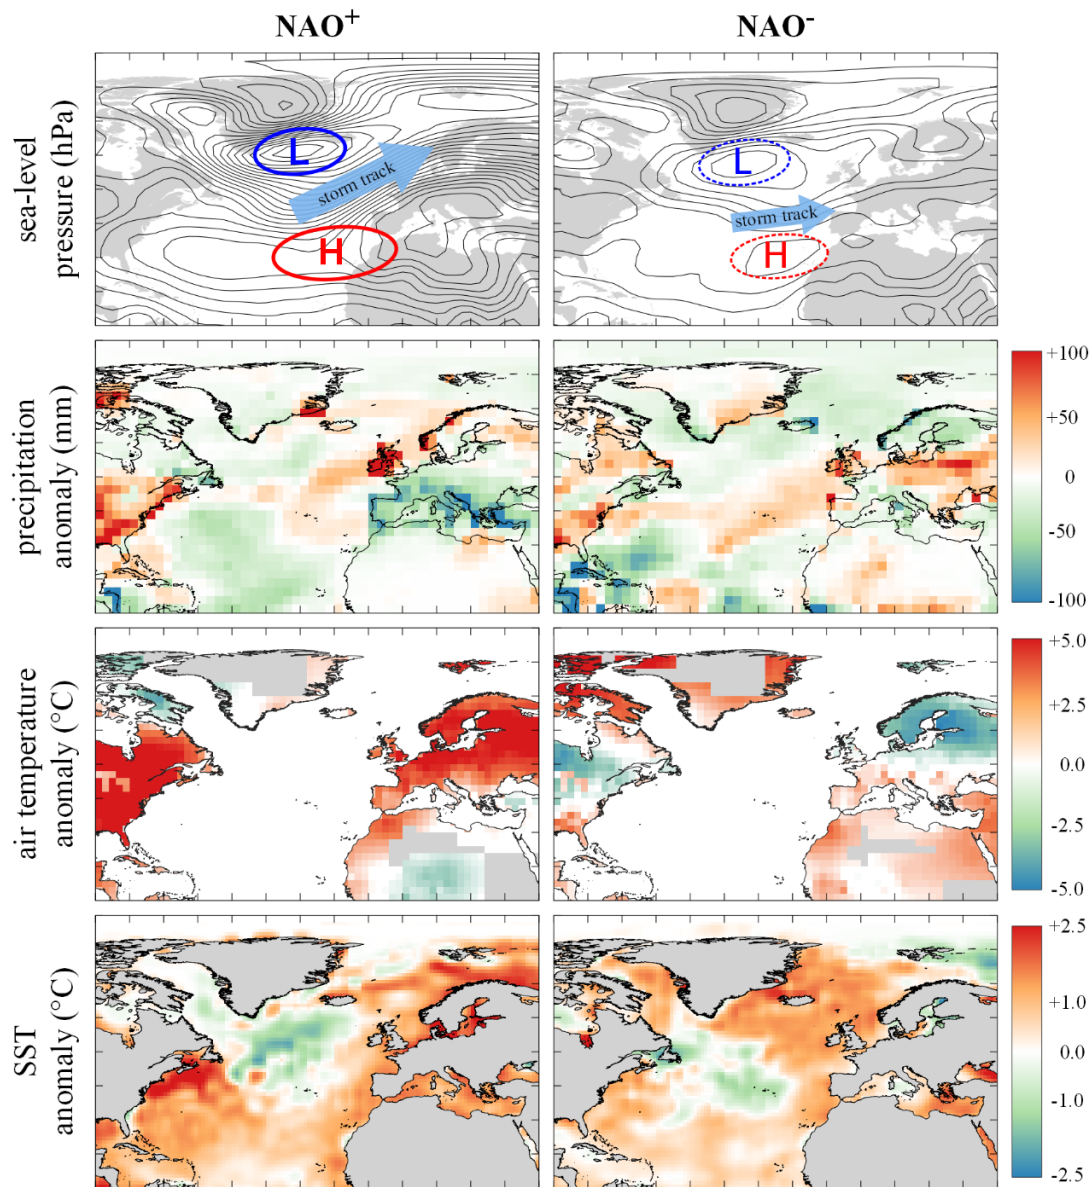 NAO+ NAO-
sea-level
pressure (hPa)
L
storm track
H
L
storm track
H
precipitation
anomaly (mm)
+100
+50
0
-50
-100
air temperature
anomaly (°C)
+5.0
+2.5
0.0
-2.5
-5.0
SST
anomaly (°C)
+2.5
+1.0
0.0
-1.0
-2.5